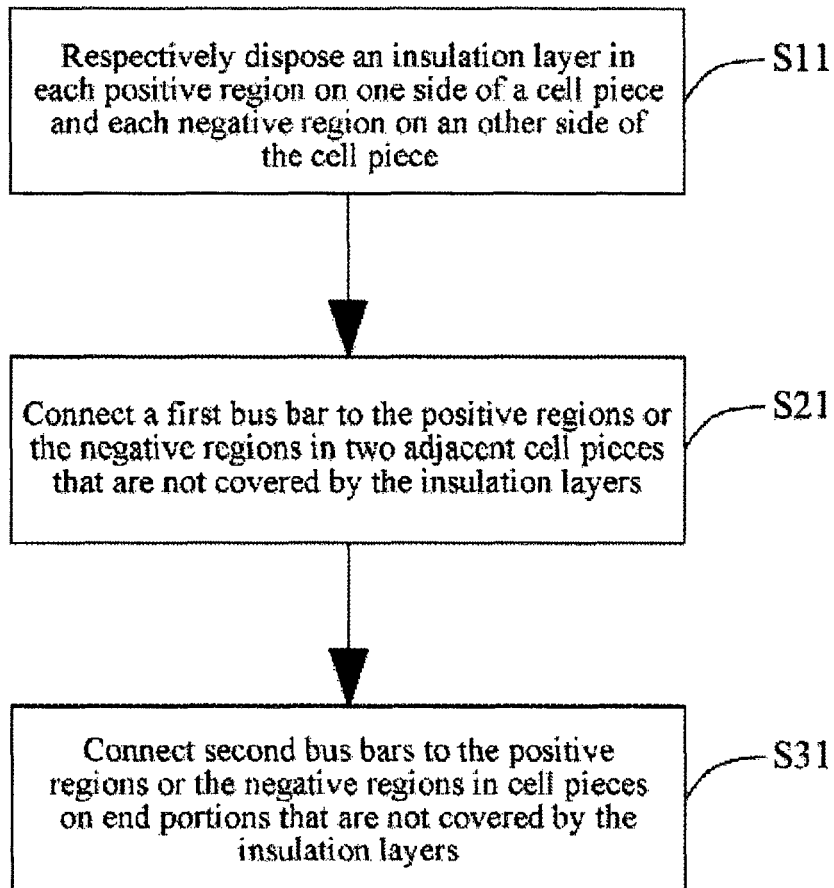 Respectively dispose an insulation layer in
each positive region on one side of a cell piece
and each negative region on an other side of
the cell piece
S11
Connect a first bus bar to the positive regions or
the negative regions in two adjacent cell pieces
that are not covered by the insulation layers
S21
Connect second bus bars to the positive
regions or the negative regions in cell pieces
on end portions that are not covered by the
insulation layers
S31